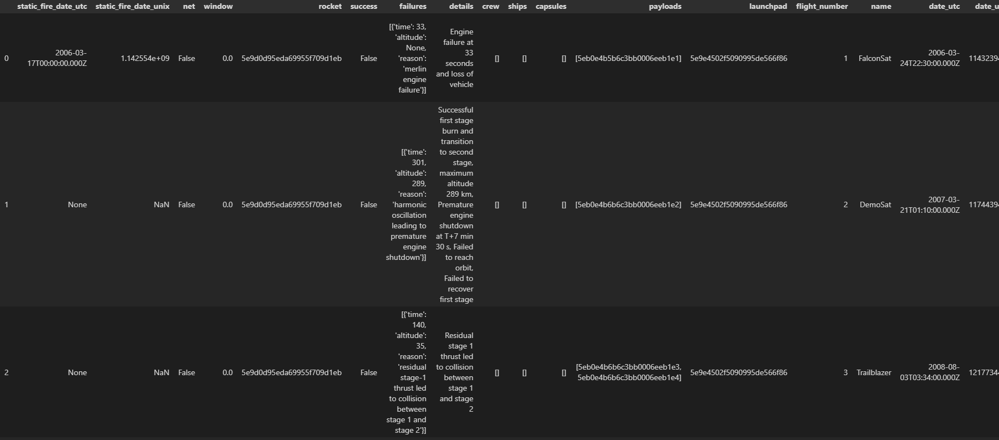 static_fire_date_utc static_fire_date_unix net window rocket success failures details crew ships capsules payloads launchpad flight_number name date_utc date_u
0 2006-03-17T00:00:00.000Z 1.142554e+09 False 0.0 5e9d0d95eda69955f709d1eb False [{'time': 33, 'altitude': None, 'reason': 'merlin engine failure'}] Engine failure at 33 seconds and loss of vehicle [] [] [] [5eb0e4b5b6c3bb0006eeb1e1] 5e9e4502f5090995de566f86 1 FalconSat 2006-03-24T22:30:00.000Z 1143239
1 None NaN False 0.0 5e9d0d95eda69955f709d1eb False [{'time': 301, 'altitude': 289, 'reason': 'harmonic oscillation leading to premature engine shutdown'}] Successful first stage burn and transition to second stage, maximum altitude 289 km, Premature engine shutdown at T+7 min 30 s, Failed to reach orbit, Failed to recover first stage [] [] [] [5eb0e4b6b6c3bb0006eeb1e2] 5e9e4502f5090995de566f86 2 DemoSat 2007-03-21T01:10:00.000Z 1174439
2 None NaN False 0.0 5e9d0d95eda69955f709d1eb False [{'time': 140, 'altitude': 35, 'reason': 'residual stage-1 thrust led to collision between stage 1 and stage 2'}] Residual stage 1 thrust led to collision between stage 1 and stage 2 [] [] [] [5eb0e4b6b6c3bb0006eeb1e3, 5eb0e4b6b6c3bb0006eeb1e4] 5e9e4502f5090995de566f86 3 Trailblazer 2008-08-03T03:34:00.000Z 1217734